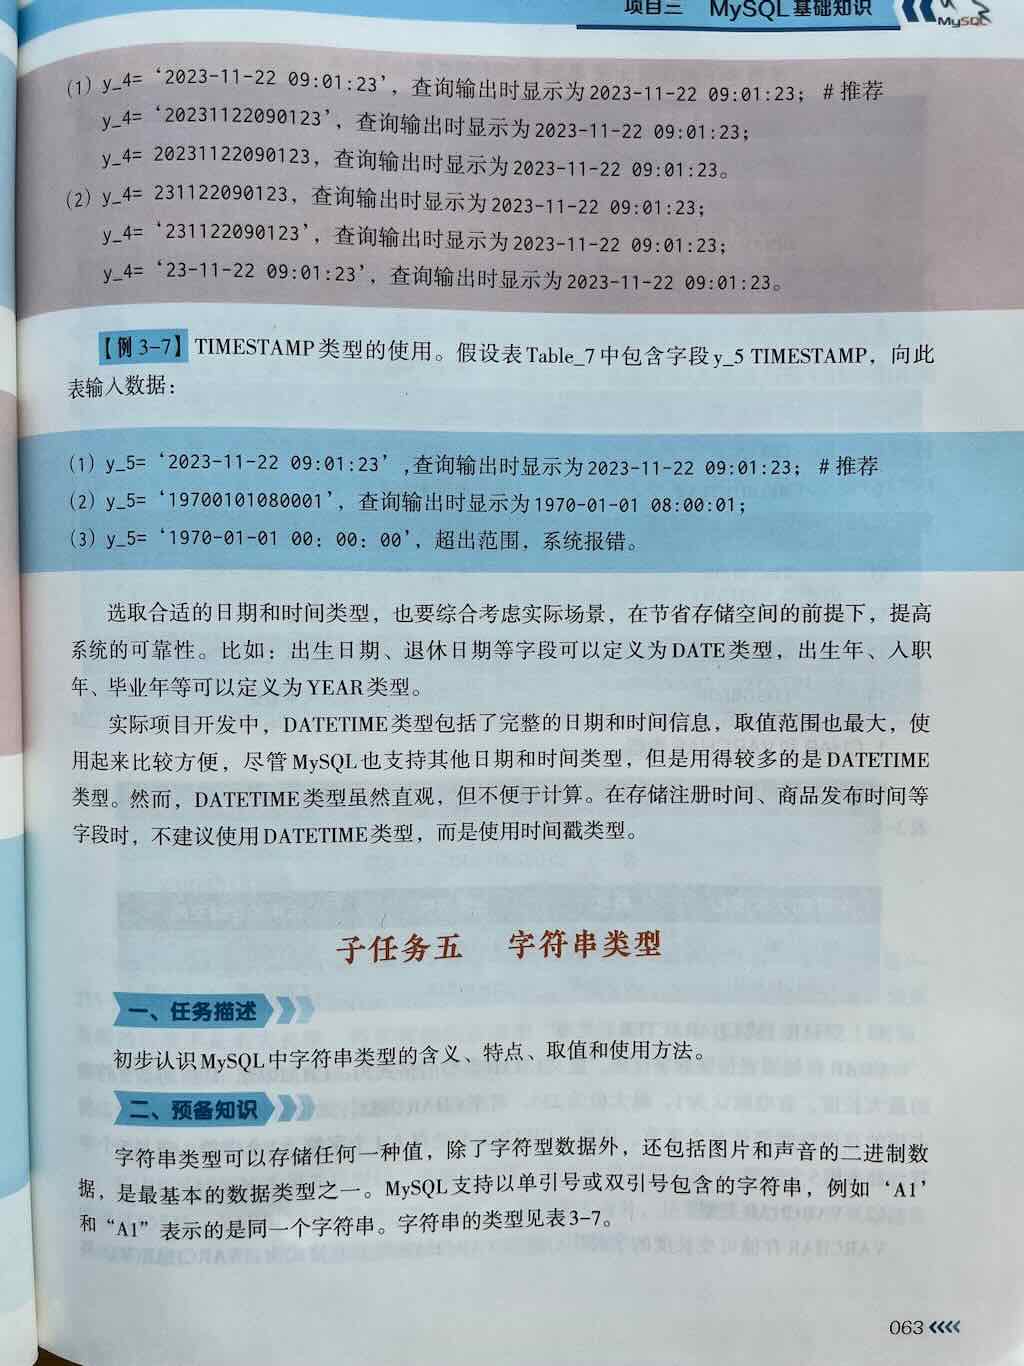 项目三 MySQL基础知识
MySQL
(1) y_4= ‘2023-11-22 09:01:23’，查询输出时显示为2023-11-22 09:01:23；#推荐
y_4= ‘20231122090123’，查询输出时显示为2023-11-22 09:01:23；
y_4= 20231122090123，查询输出时显示为2023-11-22 09:01:23。
(2) y_4= 231122090123，查询输出时显示为2023-11-22 09:01:23；
y_4= ‘231122090123’，查询输出时显示为2023-11-22 09:01:23；
y_4= ‘23-11-22 09:01:23’，查询输出时显示为2023-11-22 09:01:23。
【例 3-7】TIMESTAMP类型的使用。假设表Table_7中包含字段y_5 TIMESTAMP，向此
表输入数据：
(1) y_5= ‘2023-11-22 09:01:23’ ,查询输出时显示为2023-11-22 09:01:23；#推荐
(2) y_5= ‘19700101080001’，查询输出时显示为1970-01-01 08:00:01；
(3) y_5= ‘1970-01-01 00：00：00’，超出范围，系统报错。
选取合适的日期和时间类型，也要综合考虑实际场景，在节省存储空间的前提下，提高
系统的可靠性。比如：出生日期、退休日期等字段可以定义为DATE类型，出生年、入职
年、毕业年等可以定义为YEAR类型。
实际项目开发中，DATETIME类型包括了完整的日期和时间信息，取值范围也最大，使
用起来比较方便，尽管MySQL也支持其他日期和时间类型，但是用得较多的是DATETIME
类型。然而，DATETIME类型虽然直观，但不便于计算。在存储注册时间、商品发布时间等
字段时，不建议使用DATETIME类型，而是使用时间戳类型。
子任务五 字符串类型
一、任务描述
初步认识MySQL中字符串类型的含义、特点、取值和使用方法。
二、预备知识
字符串类型可以存储任何一种值，除了字符型数据外，还包括图片和声音的二进制数
据，是最基本的数据类型之一。MySQL支持以单引号或双引号包含的字符串，例如‘A1’
和“A1”表示的是同一个字符串。字符串的类型见表3-7。
063